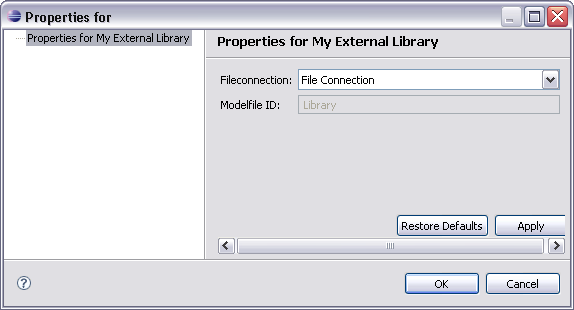 Properties for
Properties for My External Library
Properties for My External Library
Fileconnection: File Connection
Modelfile ID: Library
Restore Defaults Apply
? OK Cancel